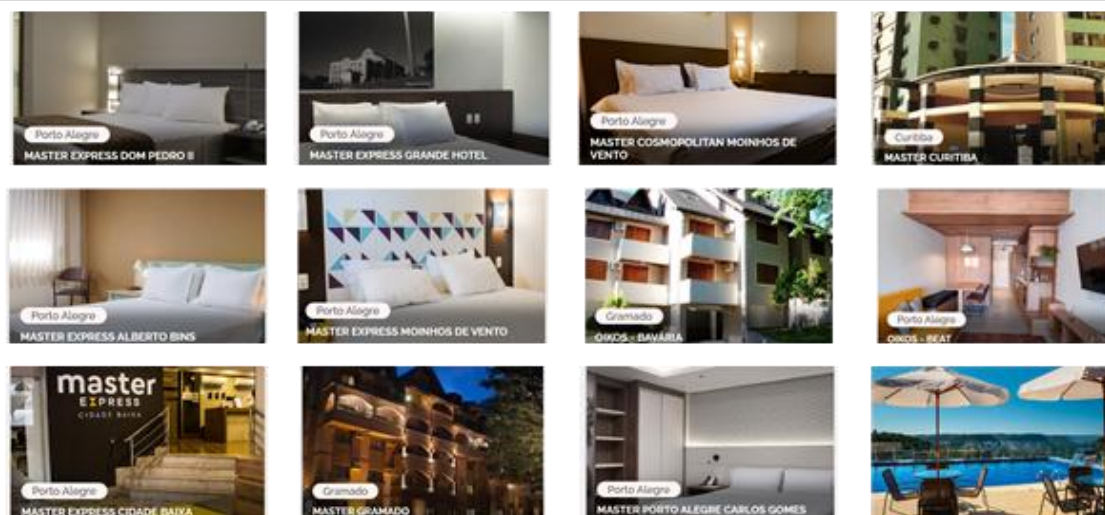 Porto Alegre
MASTER EXPRESS DOM PEDRO II
Porto Alegre
MASTER EXPRESS GRANDE HOTEL
Porto Alegre
MASTER COSMOPOLITAN MOINHOS DE
VENTO
Curitiba
MASTER CURITIBA
Porto Alegre
MASTER EXPRESS ALBERTO BINS
Porto Alegre
MASTER EXPRESS MOINHOS DE VENTO
Gramado
OIKOS - BAVÁRIA
Porto Alegre
OIKOS - BEAT
master
EXPRESS
CIDADE BAIXA
Porto Alegre
MASTER EXPRESS CIDADE BAIXA
Gramado
MASTER GRAMADO
Porto Alegre
MASTER PORTO ALEGRE CARLOS GOMES